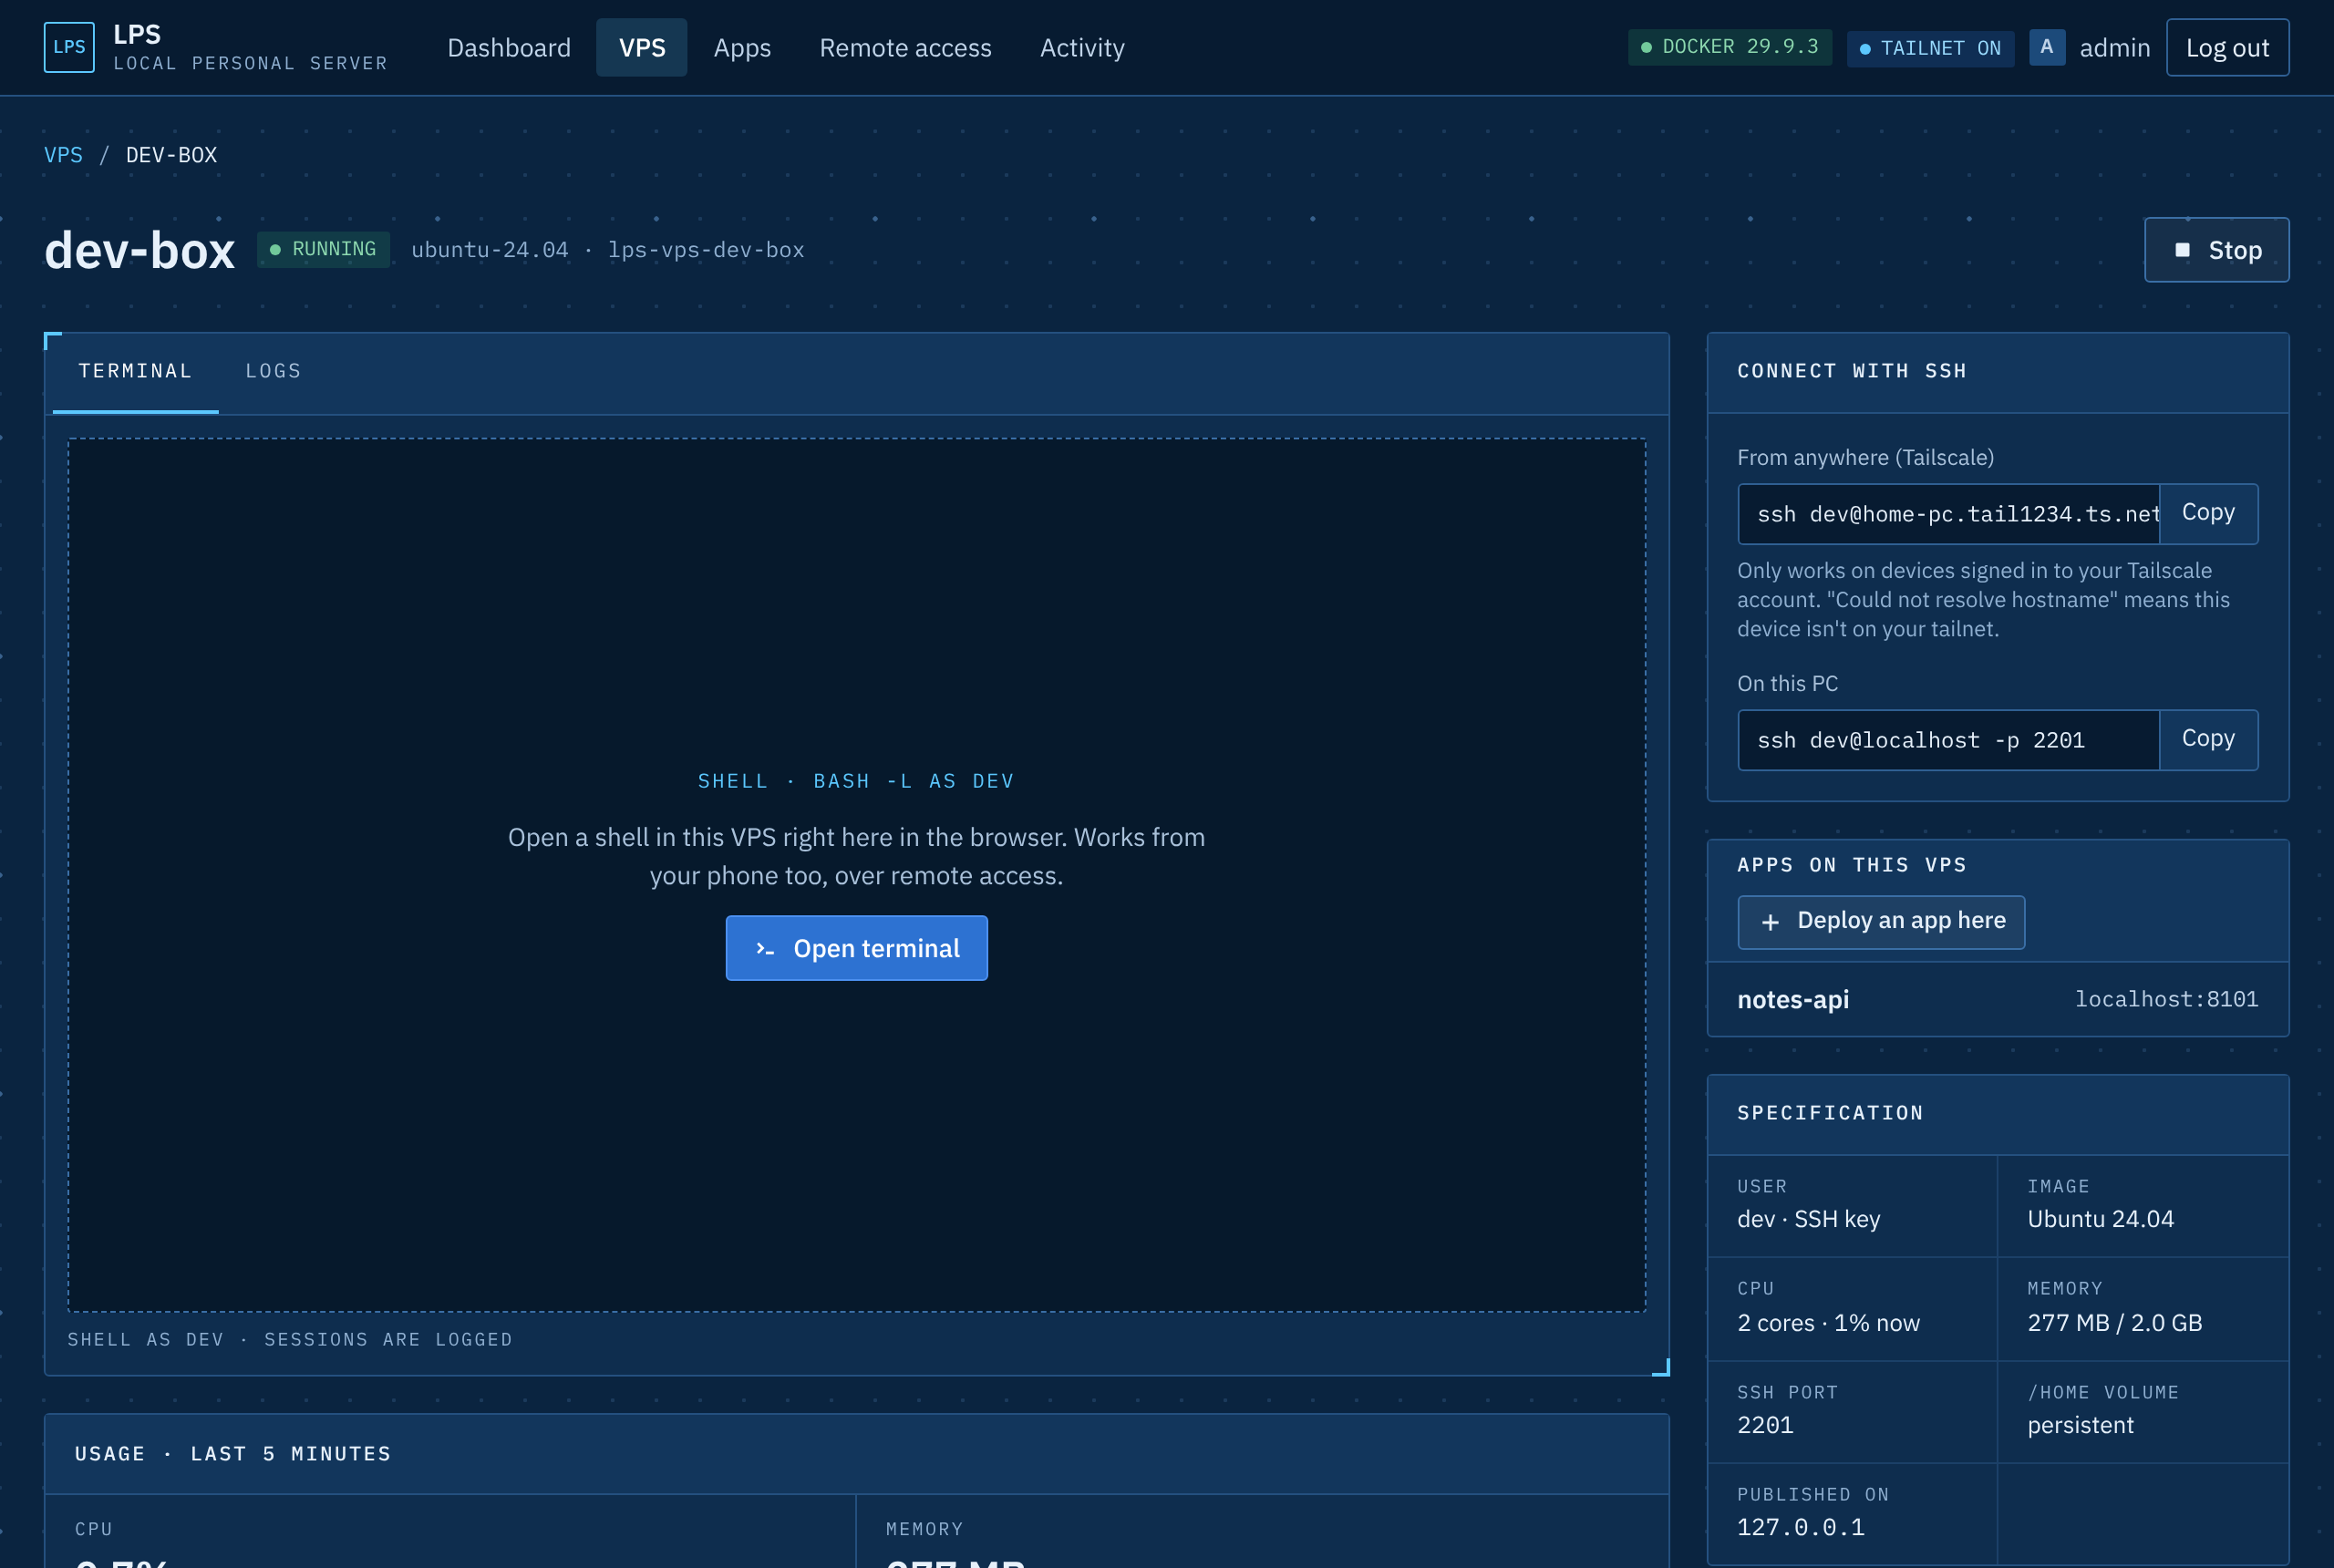 LPS
LPS
LOCAL PERSONAL SERVER
Dashboard
VPS
Apps
Remote access
Activity
DOCKER 29.9.3
TAILNET ON
A
admin
Log out
VPS / DEV-BOX
dev-box
RUNNING
ubuntu-24.04 · lps-vps-dev-box
Stop
TERMINAL
LOGS
SHELL · BASH -L AS DEV
Open a shell in this VPS right here in the browser. Works from
your phone too, over remote access.
>_ Open terminal
SHELL AS DEV · SESSIONS ARE LOGGED
USAGE · LAST 5 MINUTES
CPU
MEMORY
277 MB
CONNECT WITH SSH
From anywhere (Tailscale)
ssh dev@home-pc.tail1234.ts.net
Copy
Only works on devices signed in to your Tailscale
account. "Could not resolve hostname" means this
device isn't on your tailnet.
On this PC
ssh dev@localhost -p 2201
Copy
APPS ON THIS VPS
+ Deploy an app here
notes-api
localhost:8101
SPECIFICATION
USER
dev · SSH key
IMAGE
Ubuntu 24.04
CPU
2 cores · 1% now
MEMORY
277 MB / 2.0 GB
SSH PORT
2201
/HOME VOLUME
persistent
PUBLISHED ON
127.0.0.1